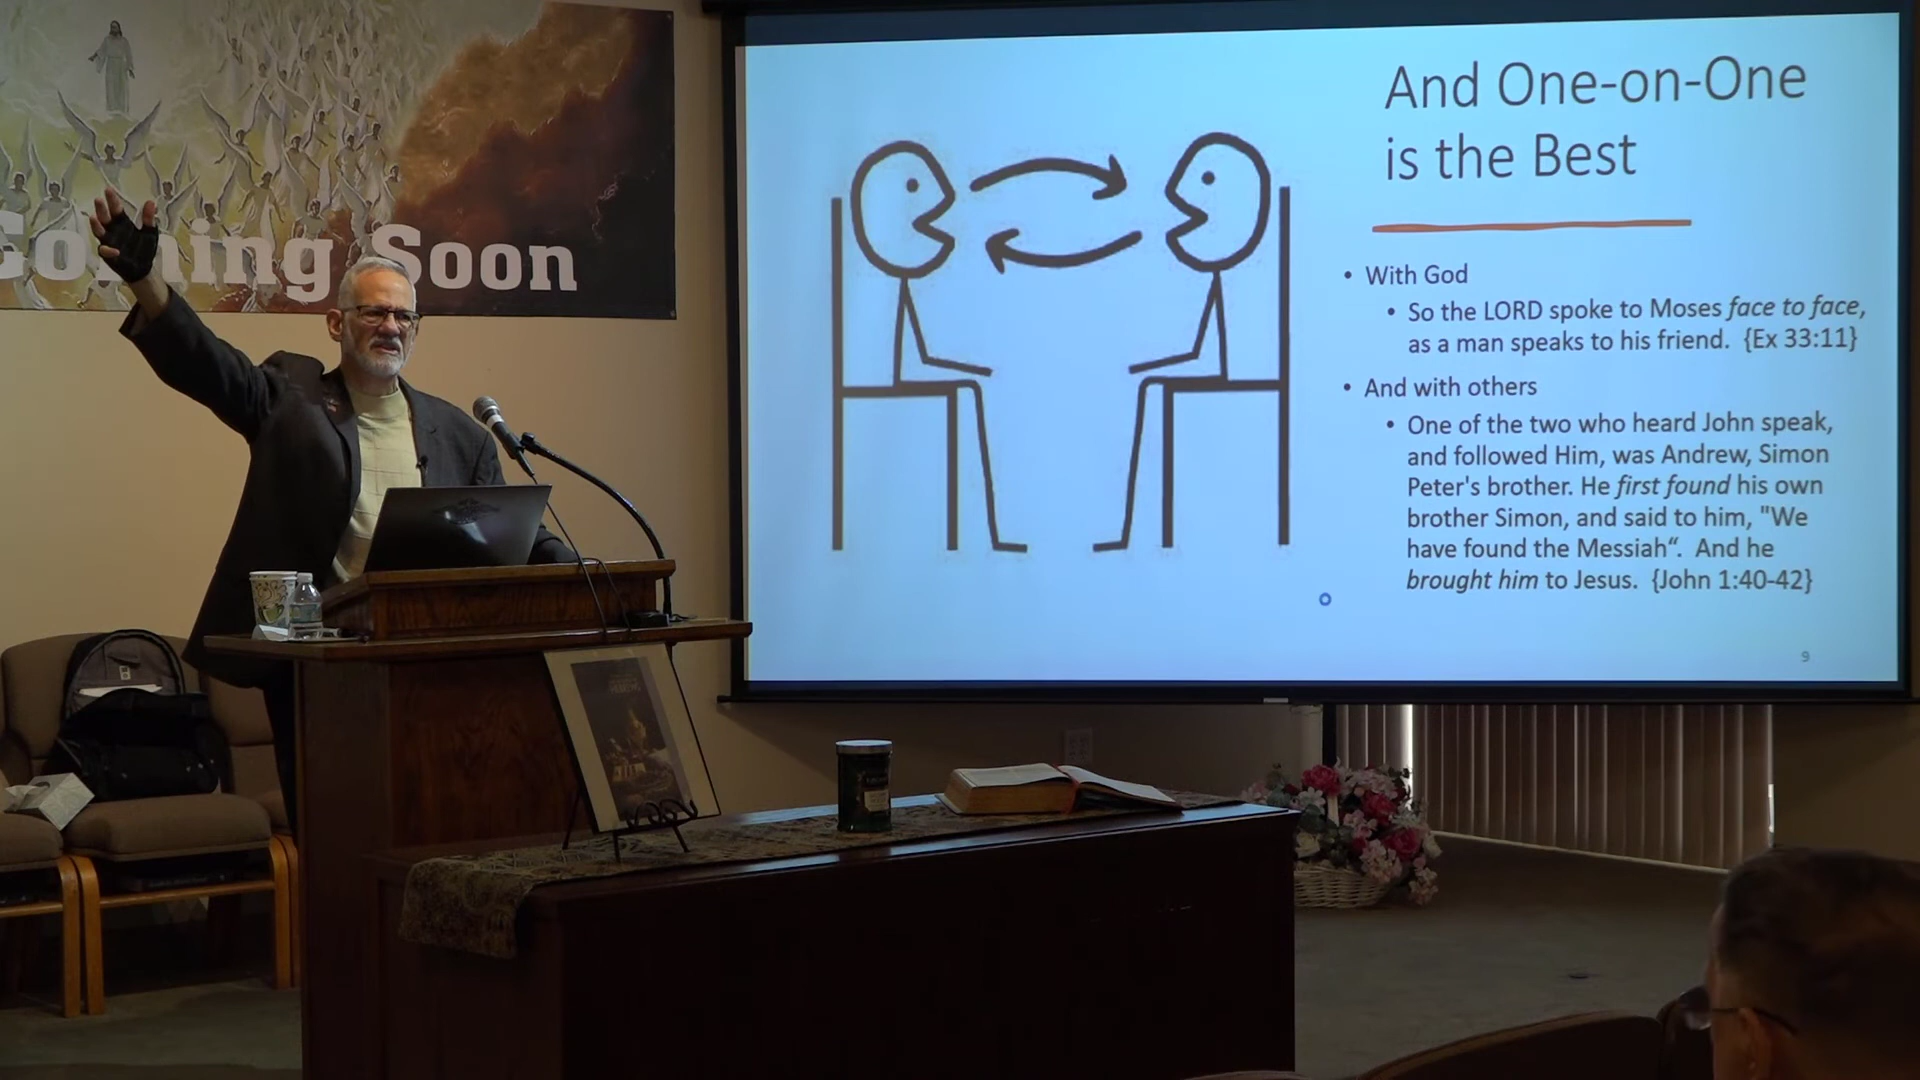 Coming Soon
And One-on-One
is the Best
• With God
• So the LORD spoke to Moses face to face,
as a man speaks to his friend. {Ex 33:11}
• And with others
• One of the two who heard John speak,
and followed Him, was Andrew, Simon
Peter's brother. He first found his own
brother Simon, and said to him, "We
have found the Messiah“. And he
brought him to Jesus. {John 1:40-42}
9